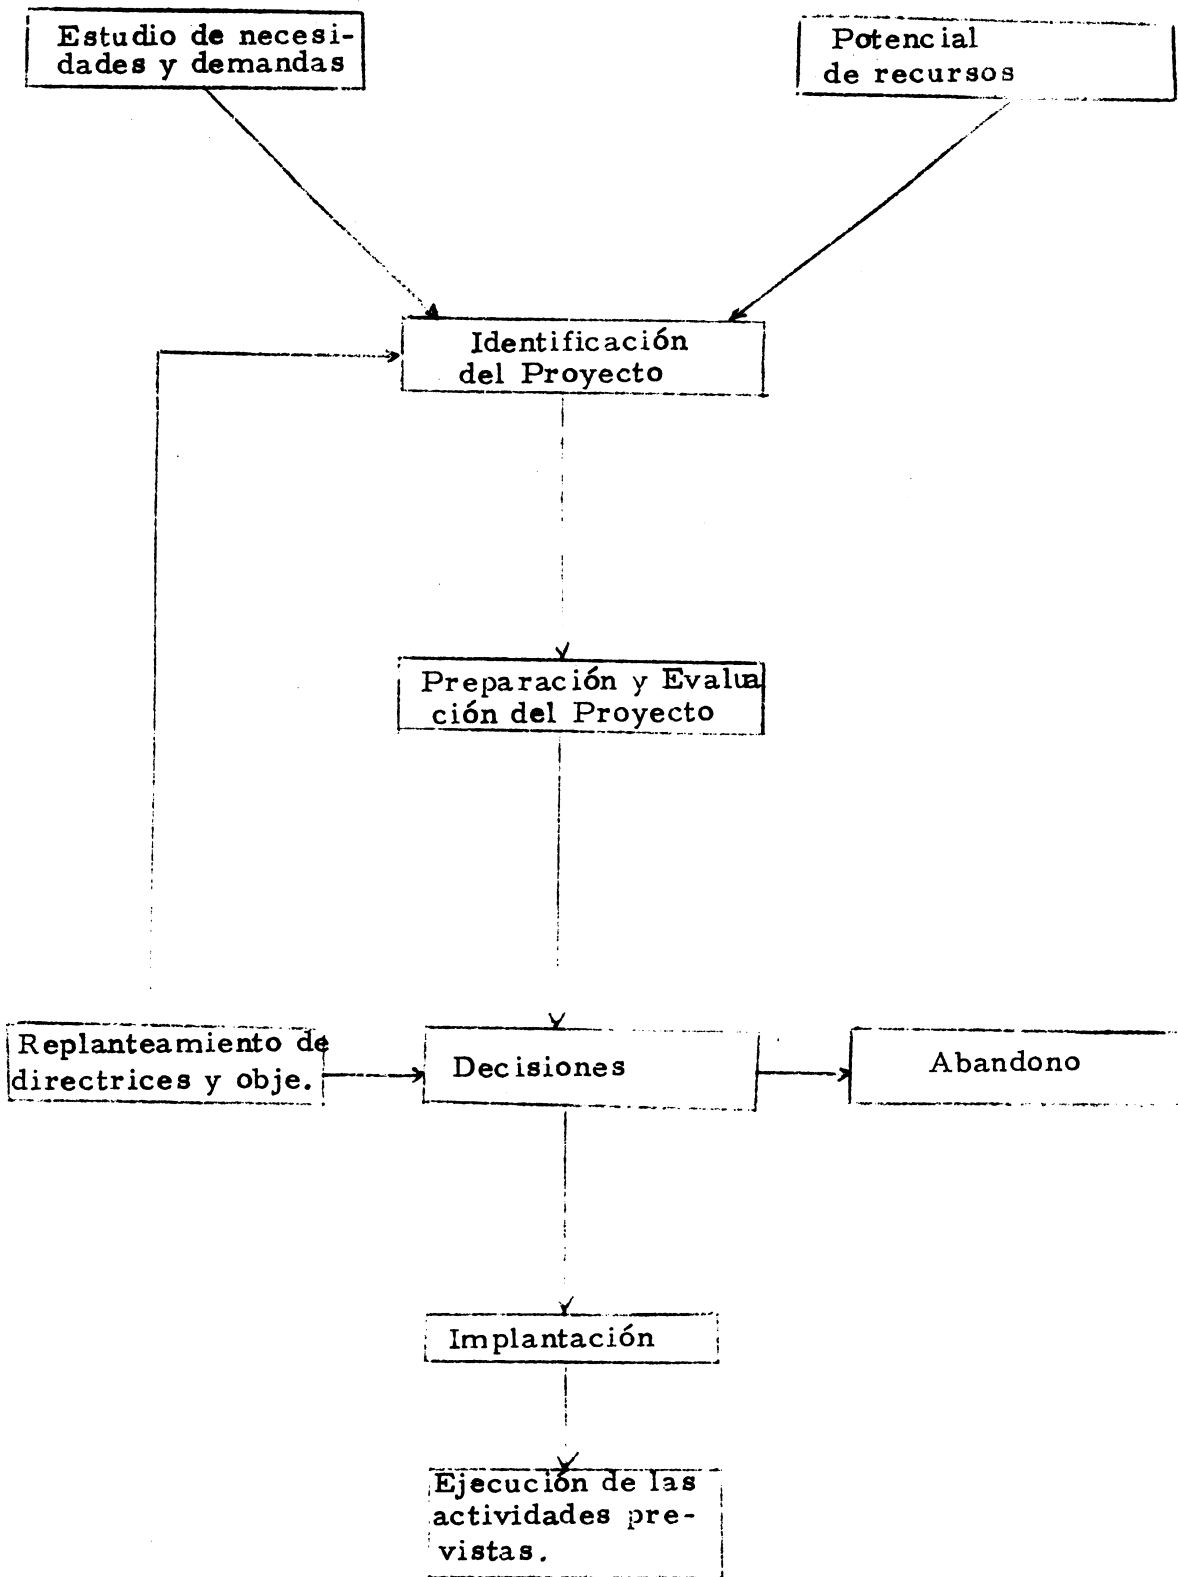 Estudio de necesi-
dades y demandas
Potencial
de recursos
Identificación
del Proyecto
Preparación y Evalua
ción del Proyecto
Replanteamiento de
directrices y obje.
Decisiones
Abandono
Implantación
Ejecución de las
actividades pre-
vistas.